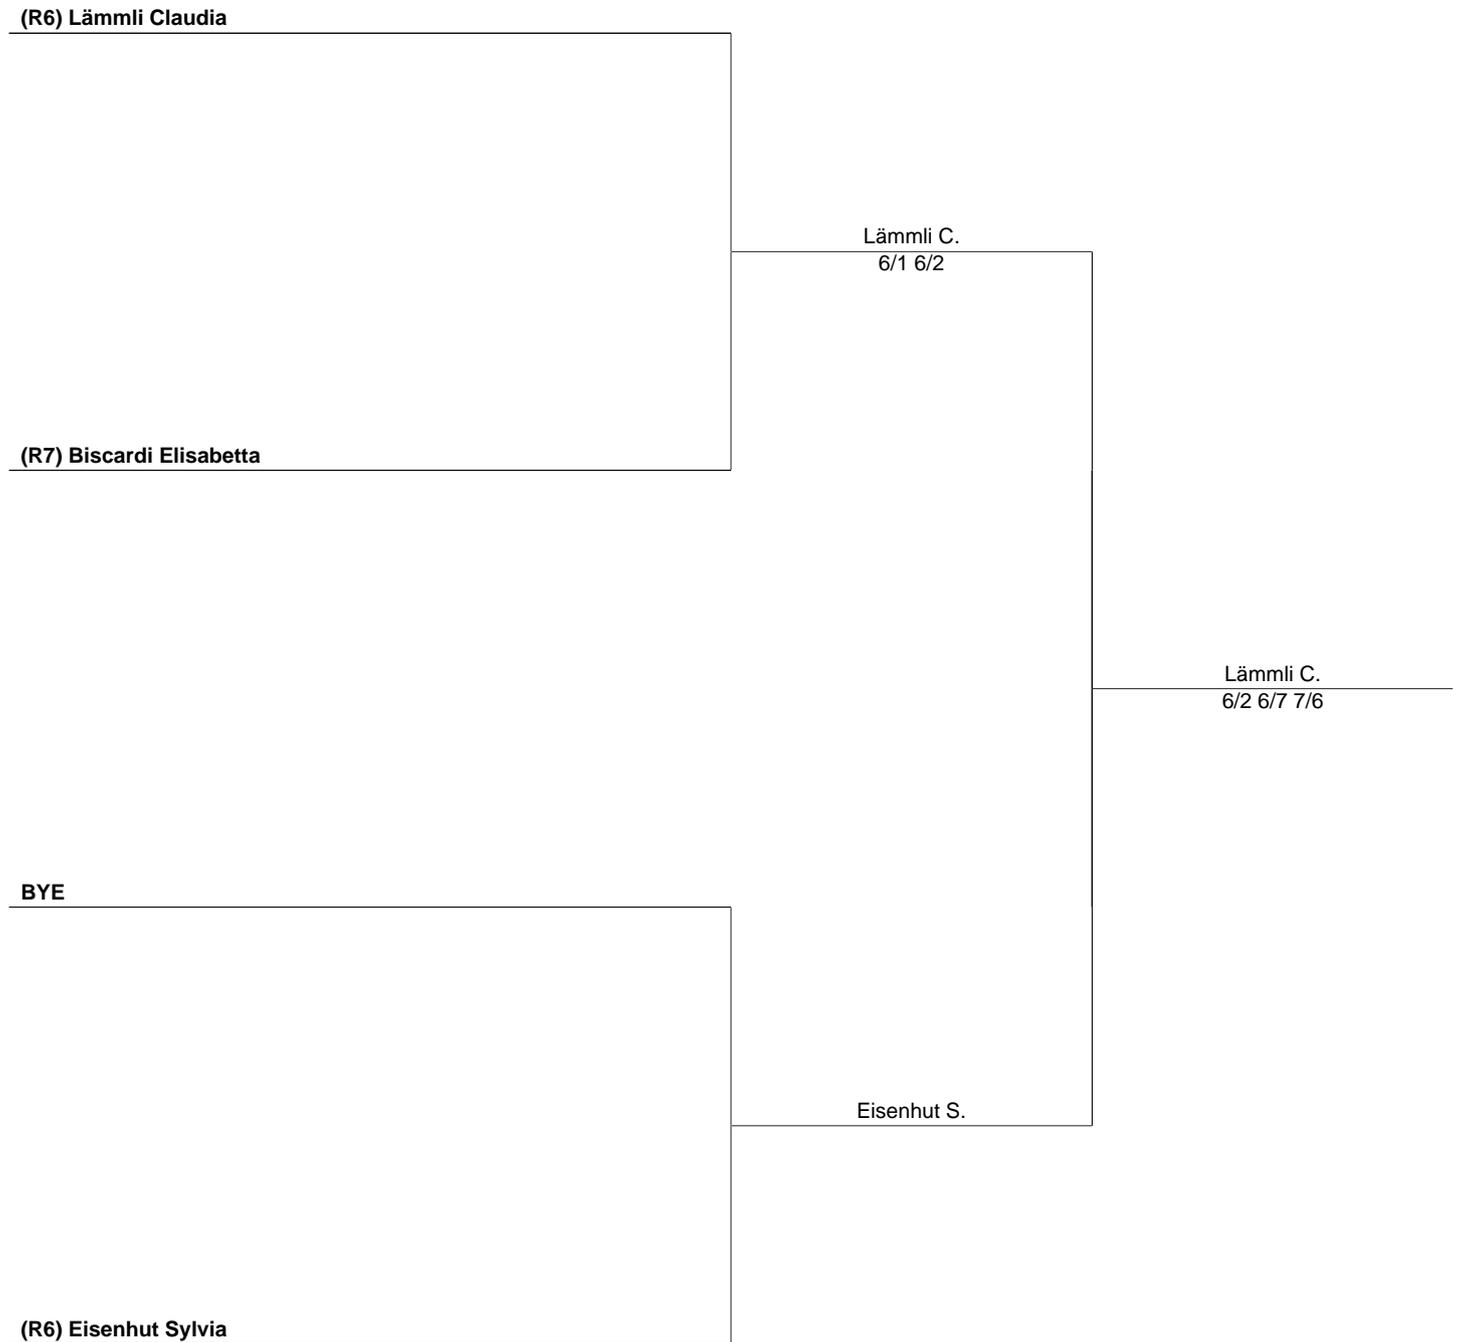 (R6) Lämmli Claudia
Lämmli C.
6/1 6/2
(R7) Biscardi Elisabetta
Lämmli C.
6/2 6/7 7/6
BYE
Eisenhut S.
(R6) Eisenhut Sylvia